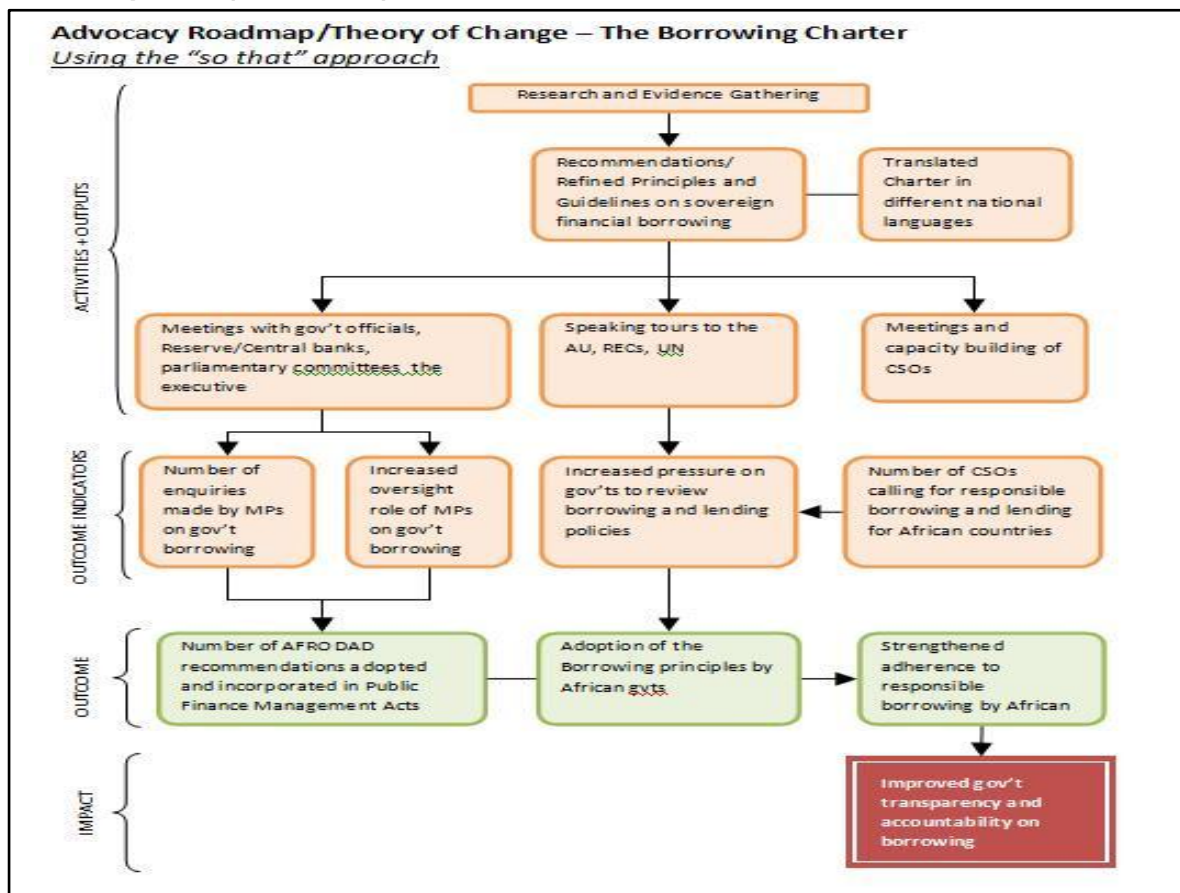 Advocacy Roadmap/Theory of Change – The Borrowing Charter
Using the "so that" approach
ACTIVITIES + OUTPUTS
Research and Evidence Gathering
Recommendations/
Refined Principles and
Guidelines on sovereign
financial borrowing
Translated
Charter in
different national
languages
Meetings with gov't officials,
Reserve/Central banks,
parliamentary committees, the
executive
Speaking tours to the
AU, RECs, UN
Meetings and
capacity building of
CSOs
OUTCOME INDICATORS
Number of
enquiries
made by MPs
on gov't
borrowing
Increased
oversight
role of MPs
on gov't
borrowing
Increased pressure on
gov'ts to review
borrowing and lending
policies
Number of CSOs
calling for responsible
borrowing and lending
for African countries
OUTCOME
Number of AFRODAD
recommendations adopted
and incorporated in Public
Finance Management Acts
Adoption of the
Borrowing principles by
African gvts
Strengthened
adherence to
responsible
borrowing by African
IMPACT
Improved gov't
transparency and
accountability on
borrowing